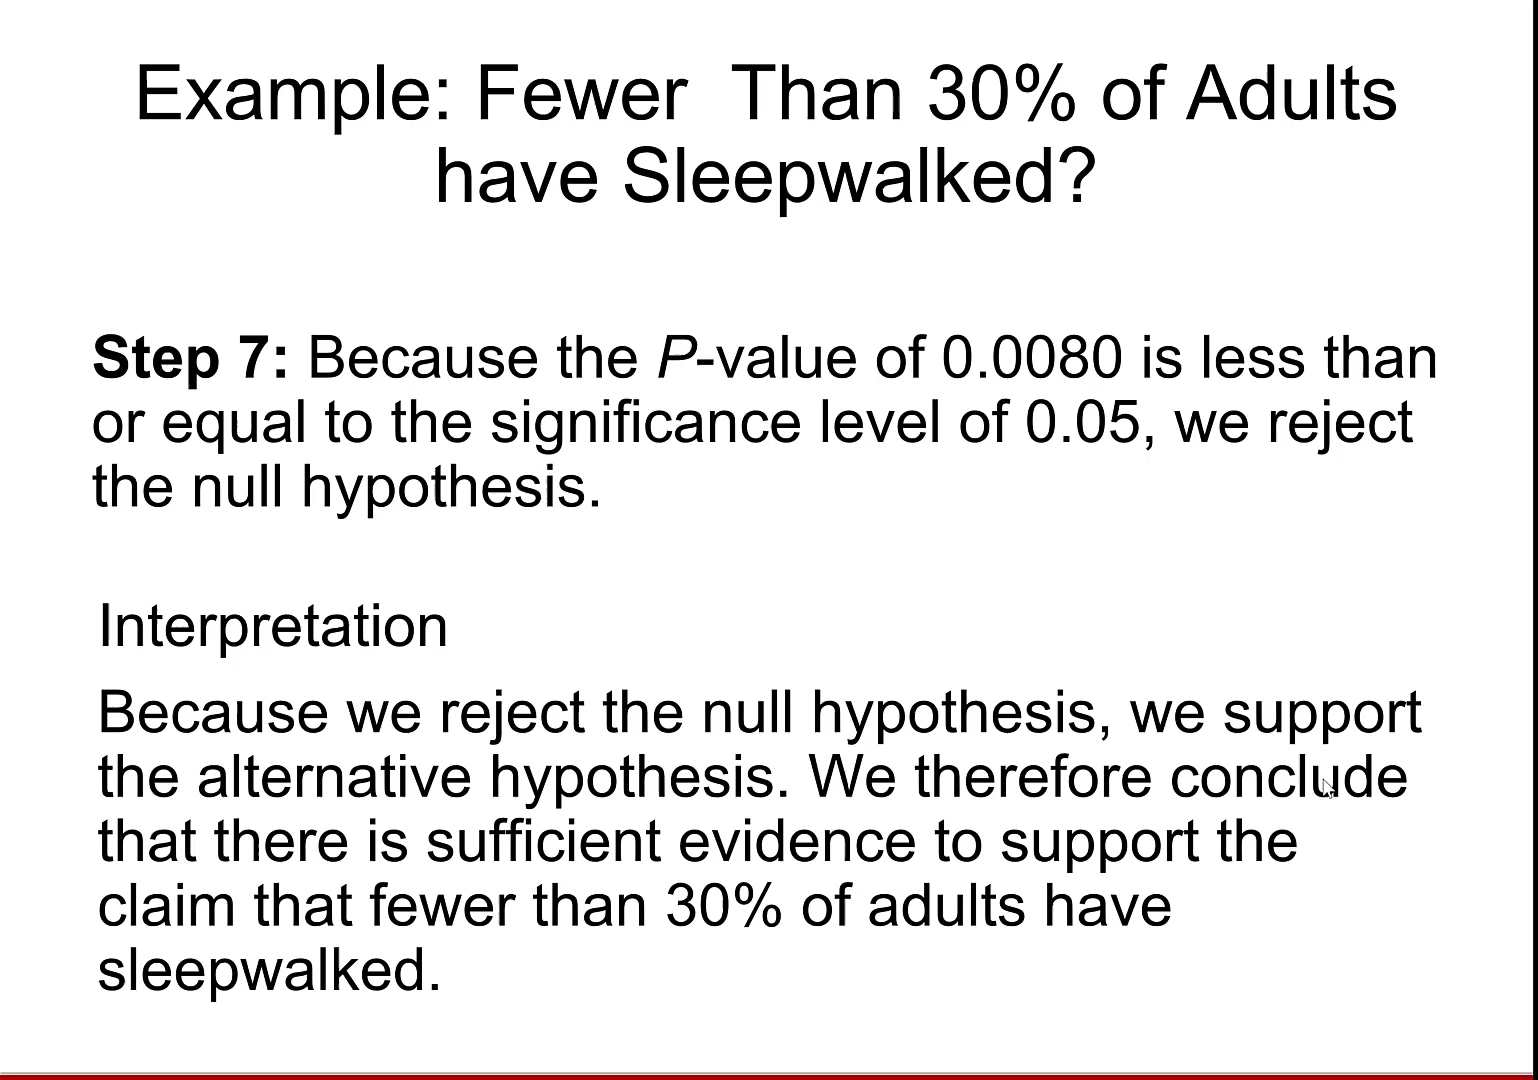 Example: Fewer  Than 30% of Adults
have Sleepwalked?
Step 7: Because the P-value of 0.0080 is less than
or equal to the significance level of 0.05, we reject
the null hypothesis.
Interpretation
Because we reject the null hypothesis, we support
the alternative hypothesis. We therefore conclude
that there is sufficient evidence to support the
claim that fewer than 30% of adults have
sleepwalked.